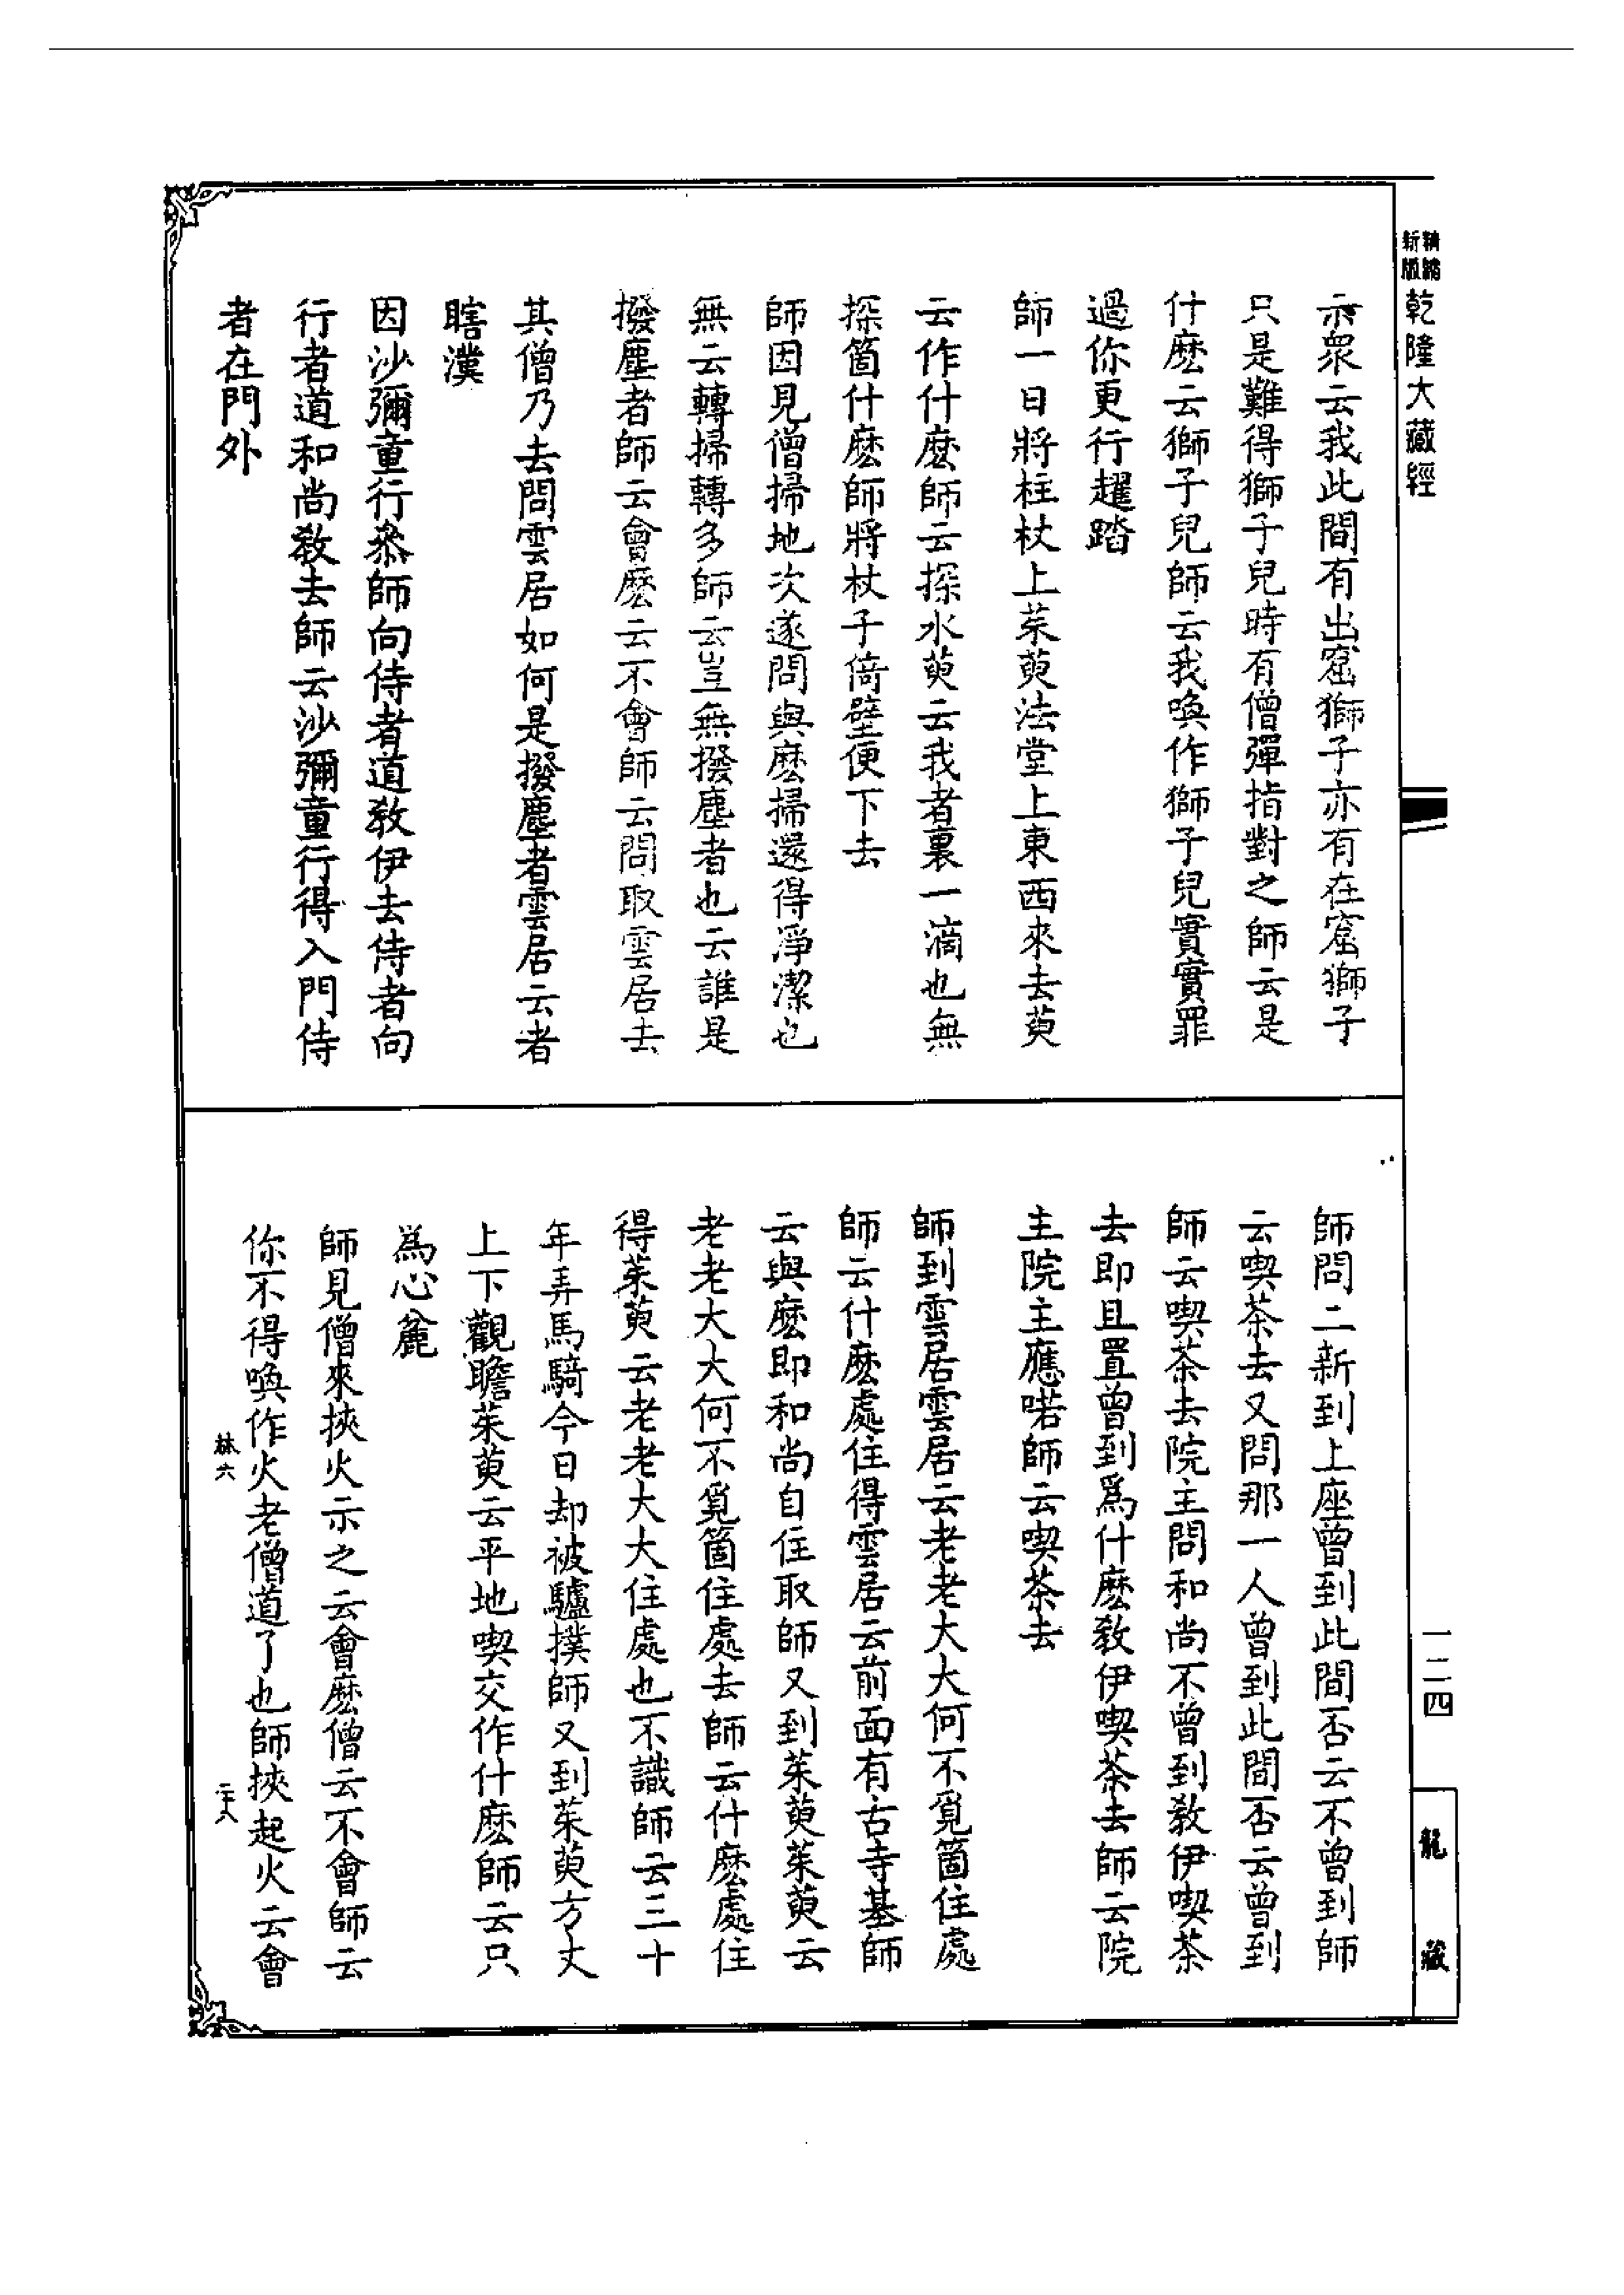 精縮
新版
乾隆大藏經
示衆云我此間有出窟獅子亦有在窟獅子
只是難得獅子兒時有僧彈指對之師云是
什麽云獅子兒師云我喚作獅子兒實實罪
過你更行趯踏
師一日將柱杖上茱萸法堂上東西來去萸
云作什麽師云探水萸云我者裏一滴也無
探箇什麽師將杖子倚壁便下去
師因見僧掃地次遂問與麽掃還得淨潔也
無云轉掃轉多師云豈無撥塵者也云誰是
撥塵者師云會麽云不會師云問取雲居去
其僧乃去問雲居如何是撥塵者雲居云者
瞎漢
因沙彌童行叅師向侍者道敎伊去侍者向
行者道和尚敎去師云沙彌童行得入門侍
者在門外
師問二新到上座曾到此間否云不曾到師
云喫茶去又問那一人曾到此間否云曾到
師云喫茶去院主問和尚不曾到敎伊喫茶
去即且置曾到爲什麽敎伊喫茶去師云院
主院主應喏師云喫茶去
師到雲居雲居云老老大大何不覓箇住處
師云什麽處住得雲居云前面有古寺基師
云與麽即和尚自住取師又到茱萸茱萸云
老老大大何不覓箇住處去師云什麽處住
得茱萸云老老大大住處也不識師云三十
年弄馬騎今日却被驢撲師又到茱萸方丈
上下觀瞻茱萸云平地喫交作什麽師云只
爲心麄
師見僧來挾火示之云會麽僧云不會師云
你不得喚作火老僧道了也師挾起火云會
林六
二十八
一二四
龍藏